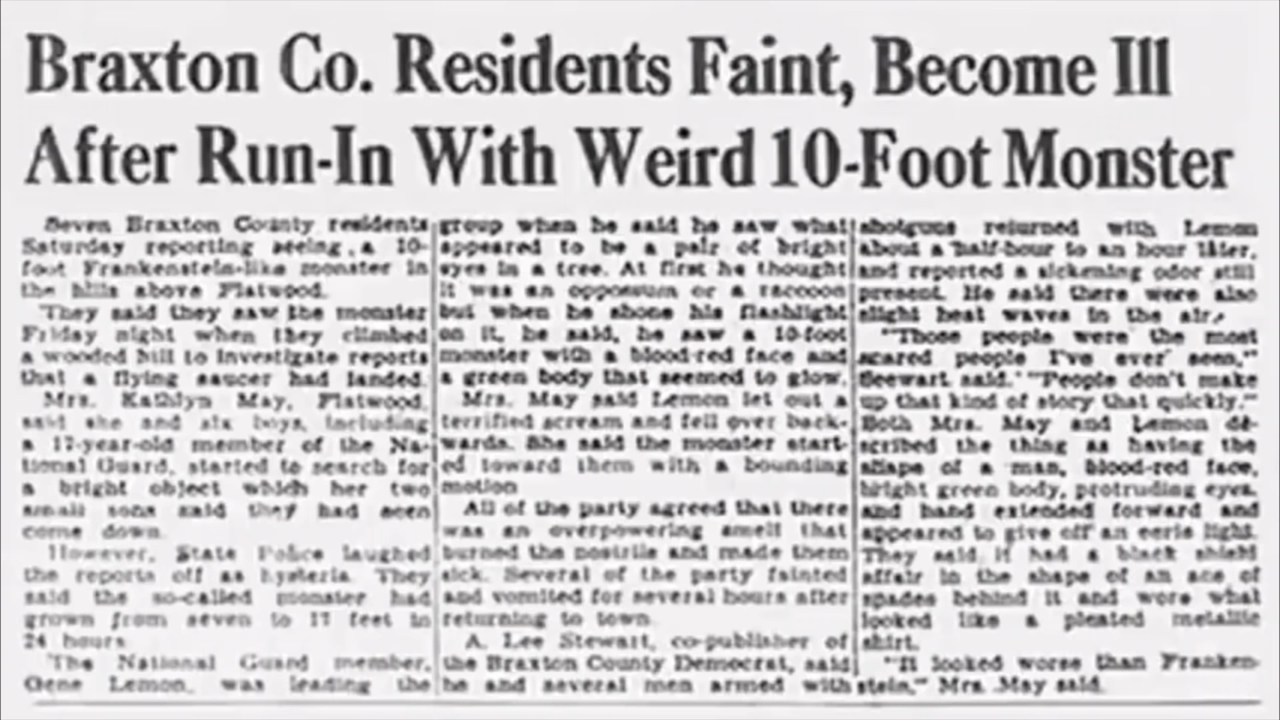 Braxton Co. Residents Faint, Become Ill
After Run-In With Weird 10-Foot Monster
Seven Braxton County residents
Saturday reporting seeing a 10-
foot Frankenstein-like monster in
the hills above Flatwood.
They said they saw the monster
Friday night when they climbed
a wooded hill to investigate reports
that a flying saucer had landed.
Mrs. Kathlyn May, Flatwood,
said she and six boys, including
a 17-year-old member of the Na-
tional Guard, started to search for
a bright object which her two
small sons said they had seen
come down.
However, State Police laughed
the reports off as hysteria. They
said the so-called monster had
grown from seven to 17 feet in
24 hours.
The National Guard member,
Gene Lemon, was leading the
group when he said he saw what
appeared to be a pair of bright
eyes in a tree. At first he thought
it was an oppossum or a raccoon
but when he shone his flashlight
on it, he said, he saw a 10-foot
monster with a blood-red face and
a green body that seemed to glow.
Mrs. May said Lemon let out a
terrified scream and fell over back-
wards. She said the monster start-
ed toward them with a bounding
motion
All of the party agreed that there
was an overpowering smell that
burned the nostrils and made them
sick. Several of the party fainted
and vomited for several hours after
returning to town.
A. Lee Stewart, co-publisher of
the Braxton County Democrat, said
he and several men armed with
shotguns returned with Lemon
about a half-hour to an hour later,
and reported a sickening odor still
present. He said there were also
slight heat waves in the air.
"Those people were the most
scared people I've ever seen,"
Seewart said. "People don't make
up that kind of story that quickly."
Both Mrs. May and Lemon de-
scribed the thing as having the
shape of a man, blood-red face,
bright green body, protruding eyes,
and hand extended forward and
appeared to give off an eerie light.
They said it had a black shield
affair in the shape of an ace of
spades behind it and wore what
looked like a pleated metallic
shirt.
"It looked worse than Franken-
stein," Mrs. May said.